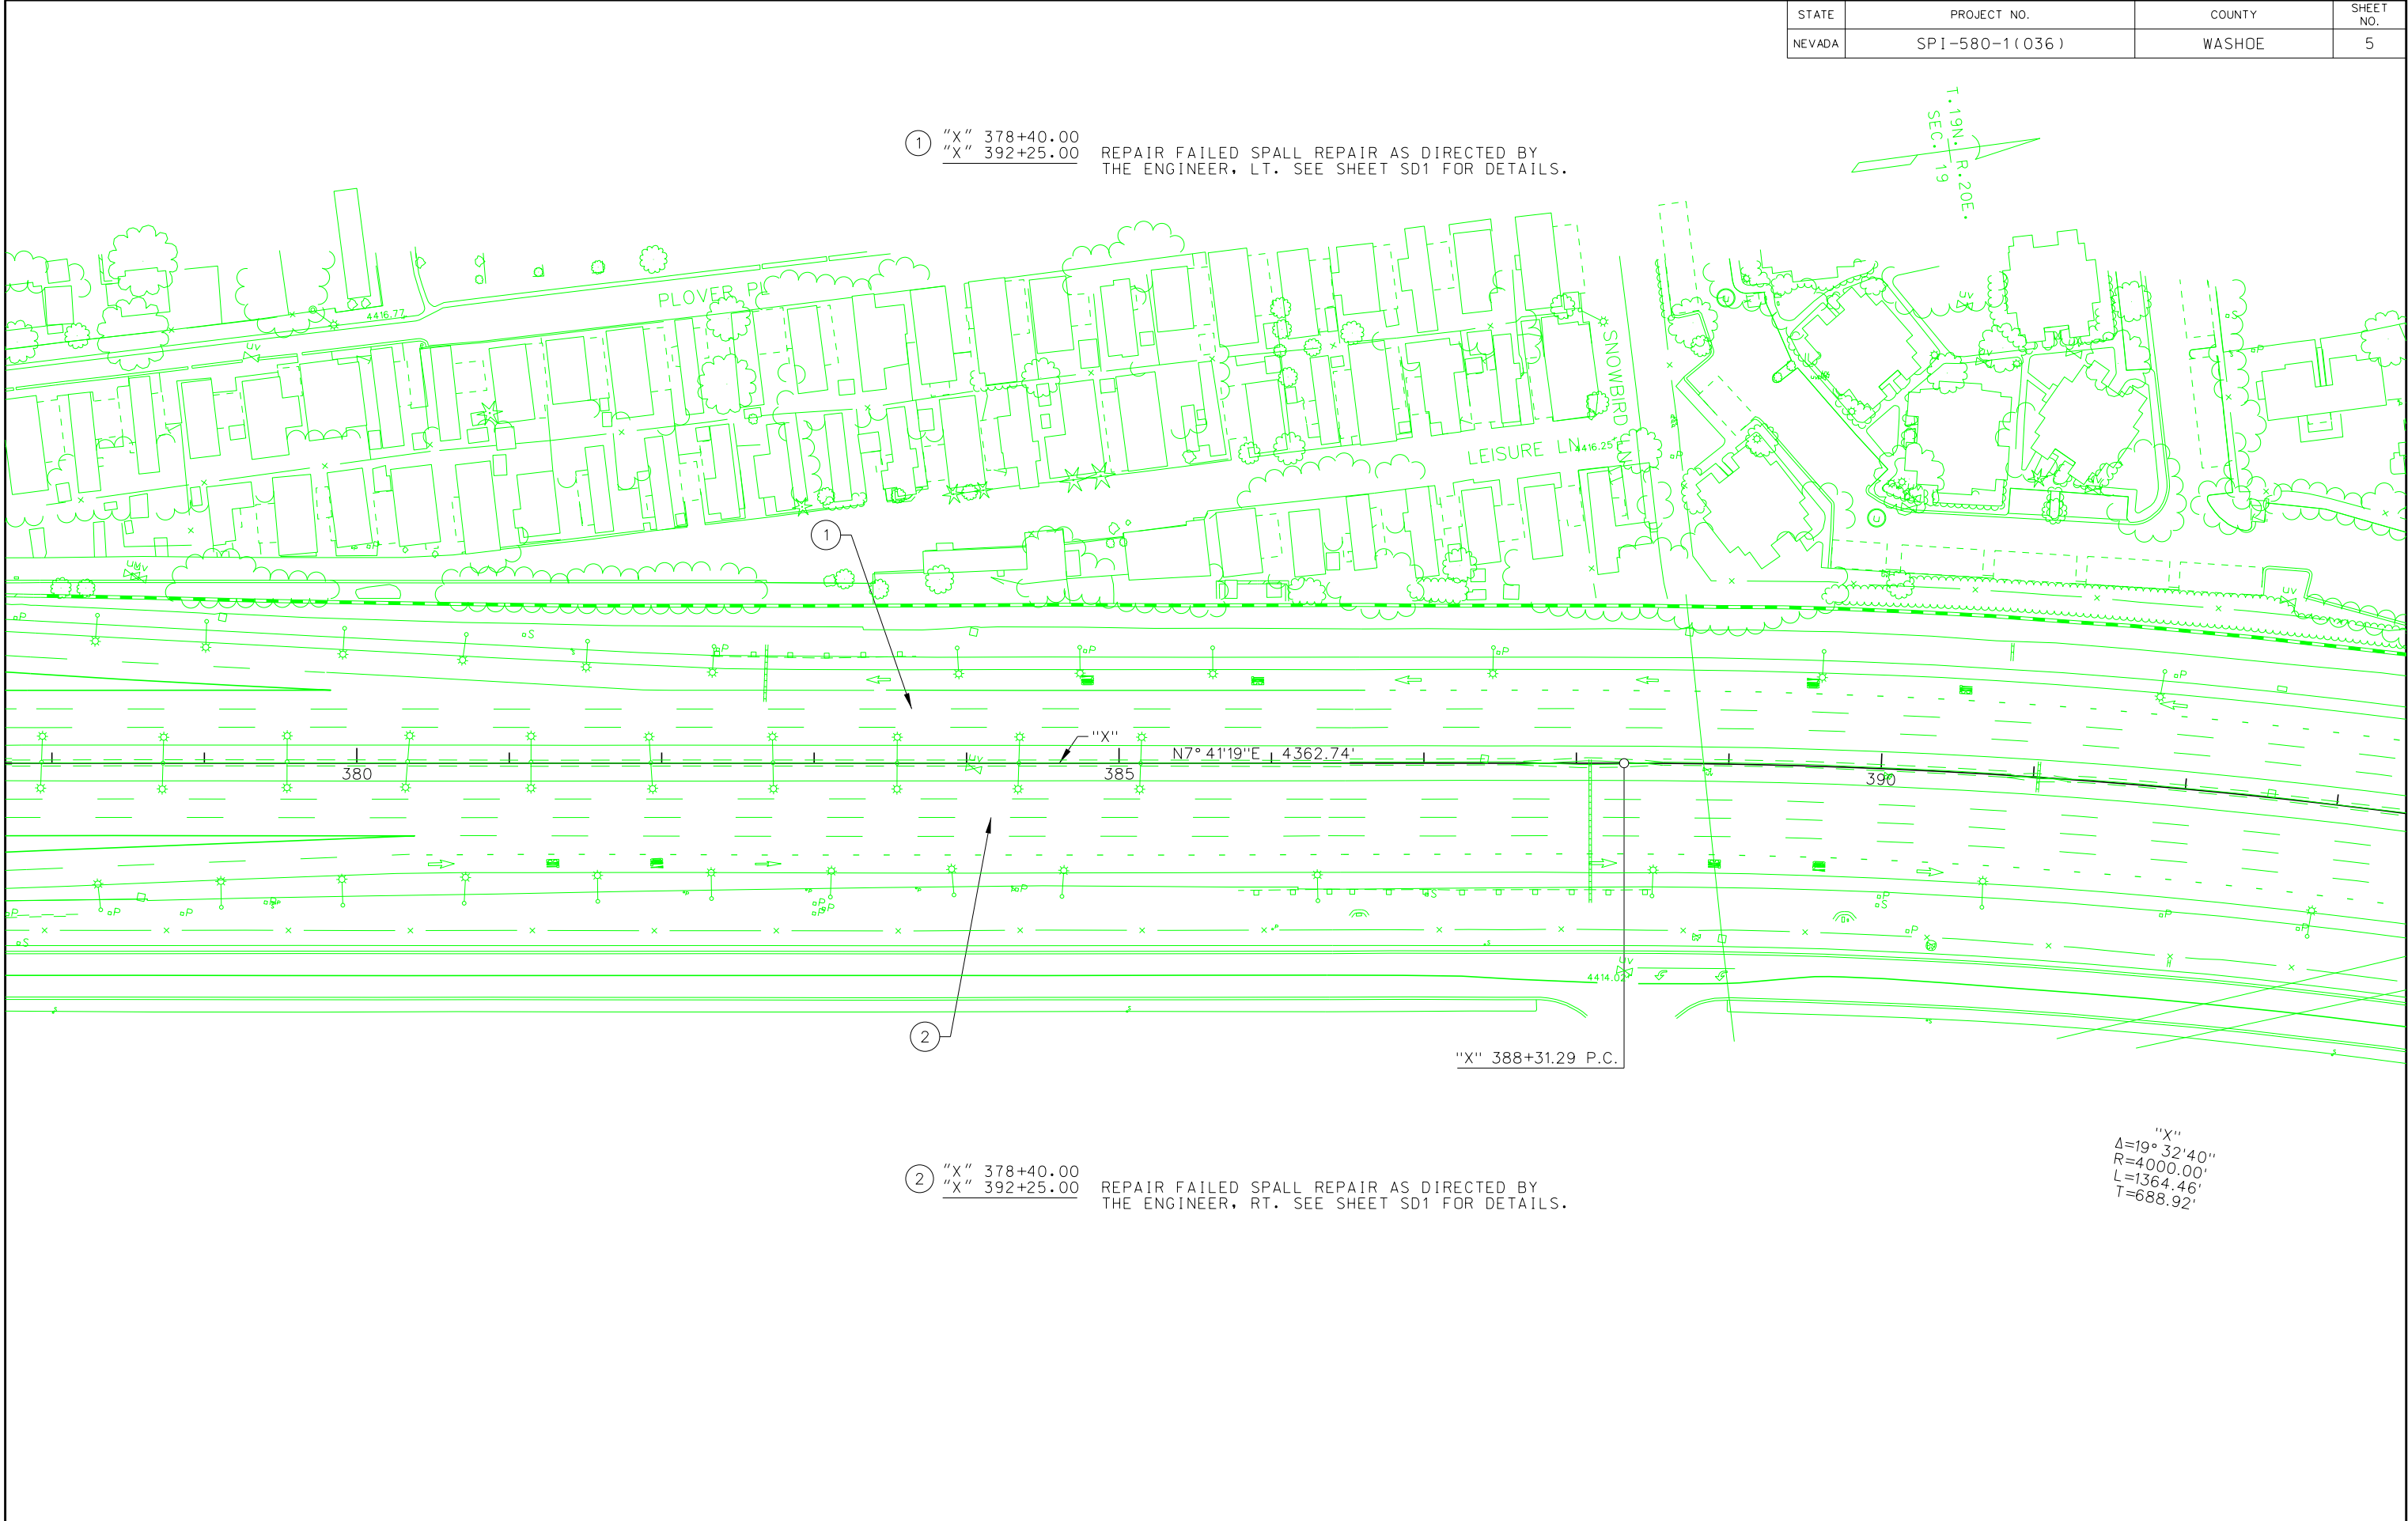 STATE PROJECT NO. COUNTY SHEET NO.
NEVADA SPI-580-1(036) WASHOE 5
T.19N. R.20E.
SEC. 19
1 "X" 378+40.00
"X" 392+25.00 REPAIR FAILED SPALL REPAIR AS DIRECTED BY
THE ENGINEER, LT. SEE SHEET SD1 FOR DETAILS.
PLOVER PL
4416.77
UV
SNOWBIRD LN
LEISURE LN
4416.25
1
"X"
N7°41'19"E 4362.74'
380
385
390
4414.02
UV
2
"X" 388+31.29 P.C.
"X"
Δ=19°32'40"
R=4000.00'
L=1364.46'
T=688.92'
2 "X" 378+40.00
"X" 392+25.00 REPAIR FAILED SPALL REPAIR AS DIRECTED BY
THE ENGINEER, RT. SEE SHEET SD1 FOR DETAILS.